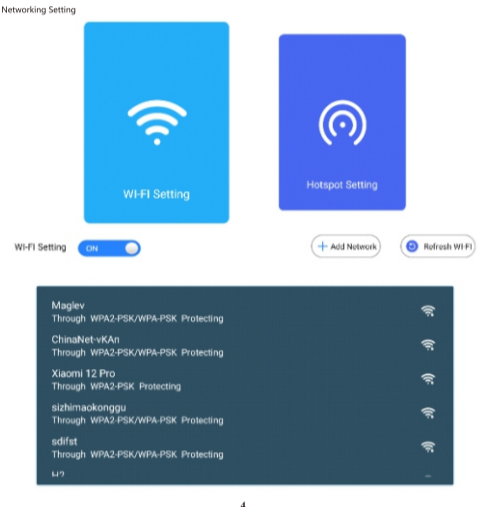 Networking Setting
WI-FI Setting
Hotspot Setting
WI-FI Setting
ON
Add Network
Refresh WI-FI
Maglev
Through WPA2-PSK/WPA-PSK Protecting
ChinaNet-vKAn
Through WPA2-PSK/WPA-PSK Protecting
Xiaomi 12 Pro
Through WPA2-PSK Protecting
sizhimaokonggu
Through WPA2-PSK/WPA-PSK Protecting
sdifst
Through WPA2-PSK/WPA-PSK Protecting
4